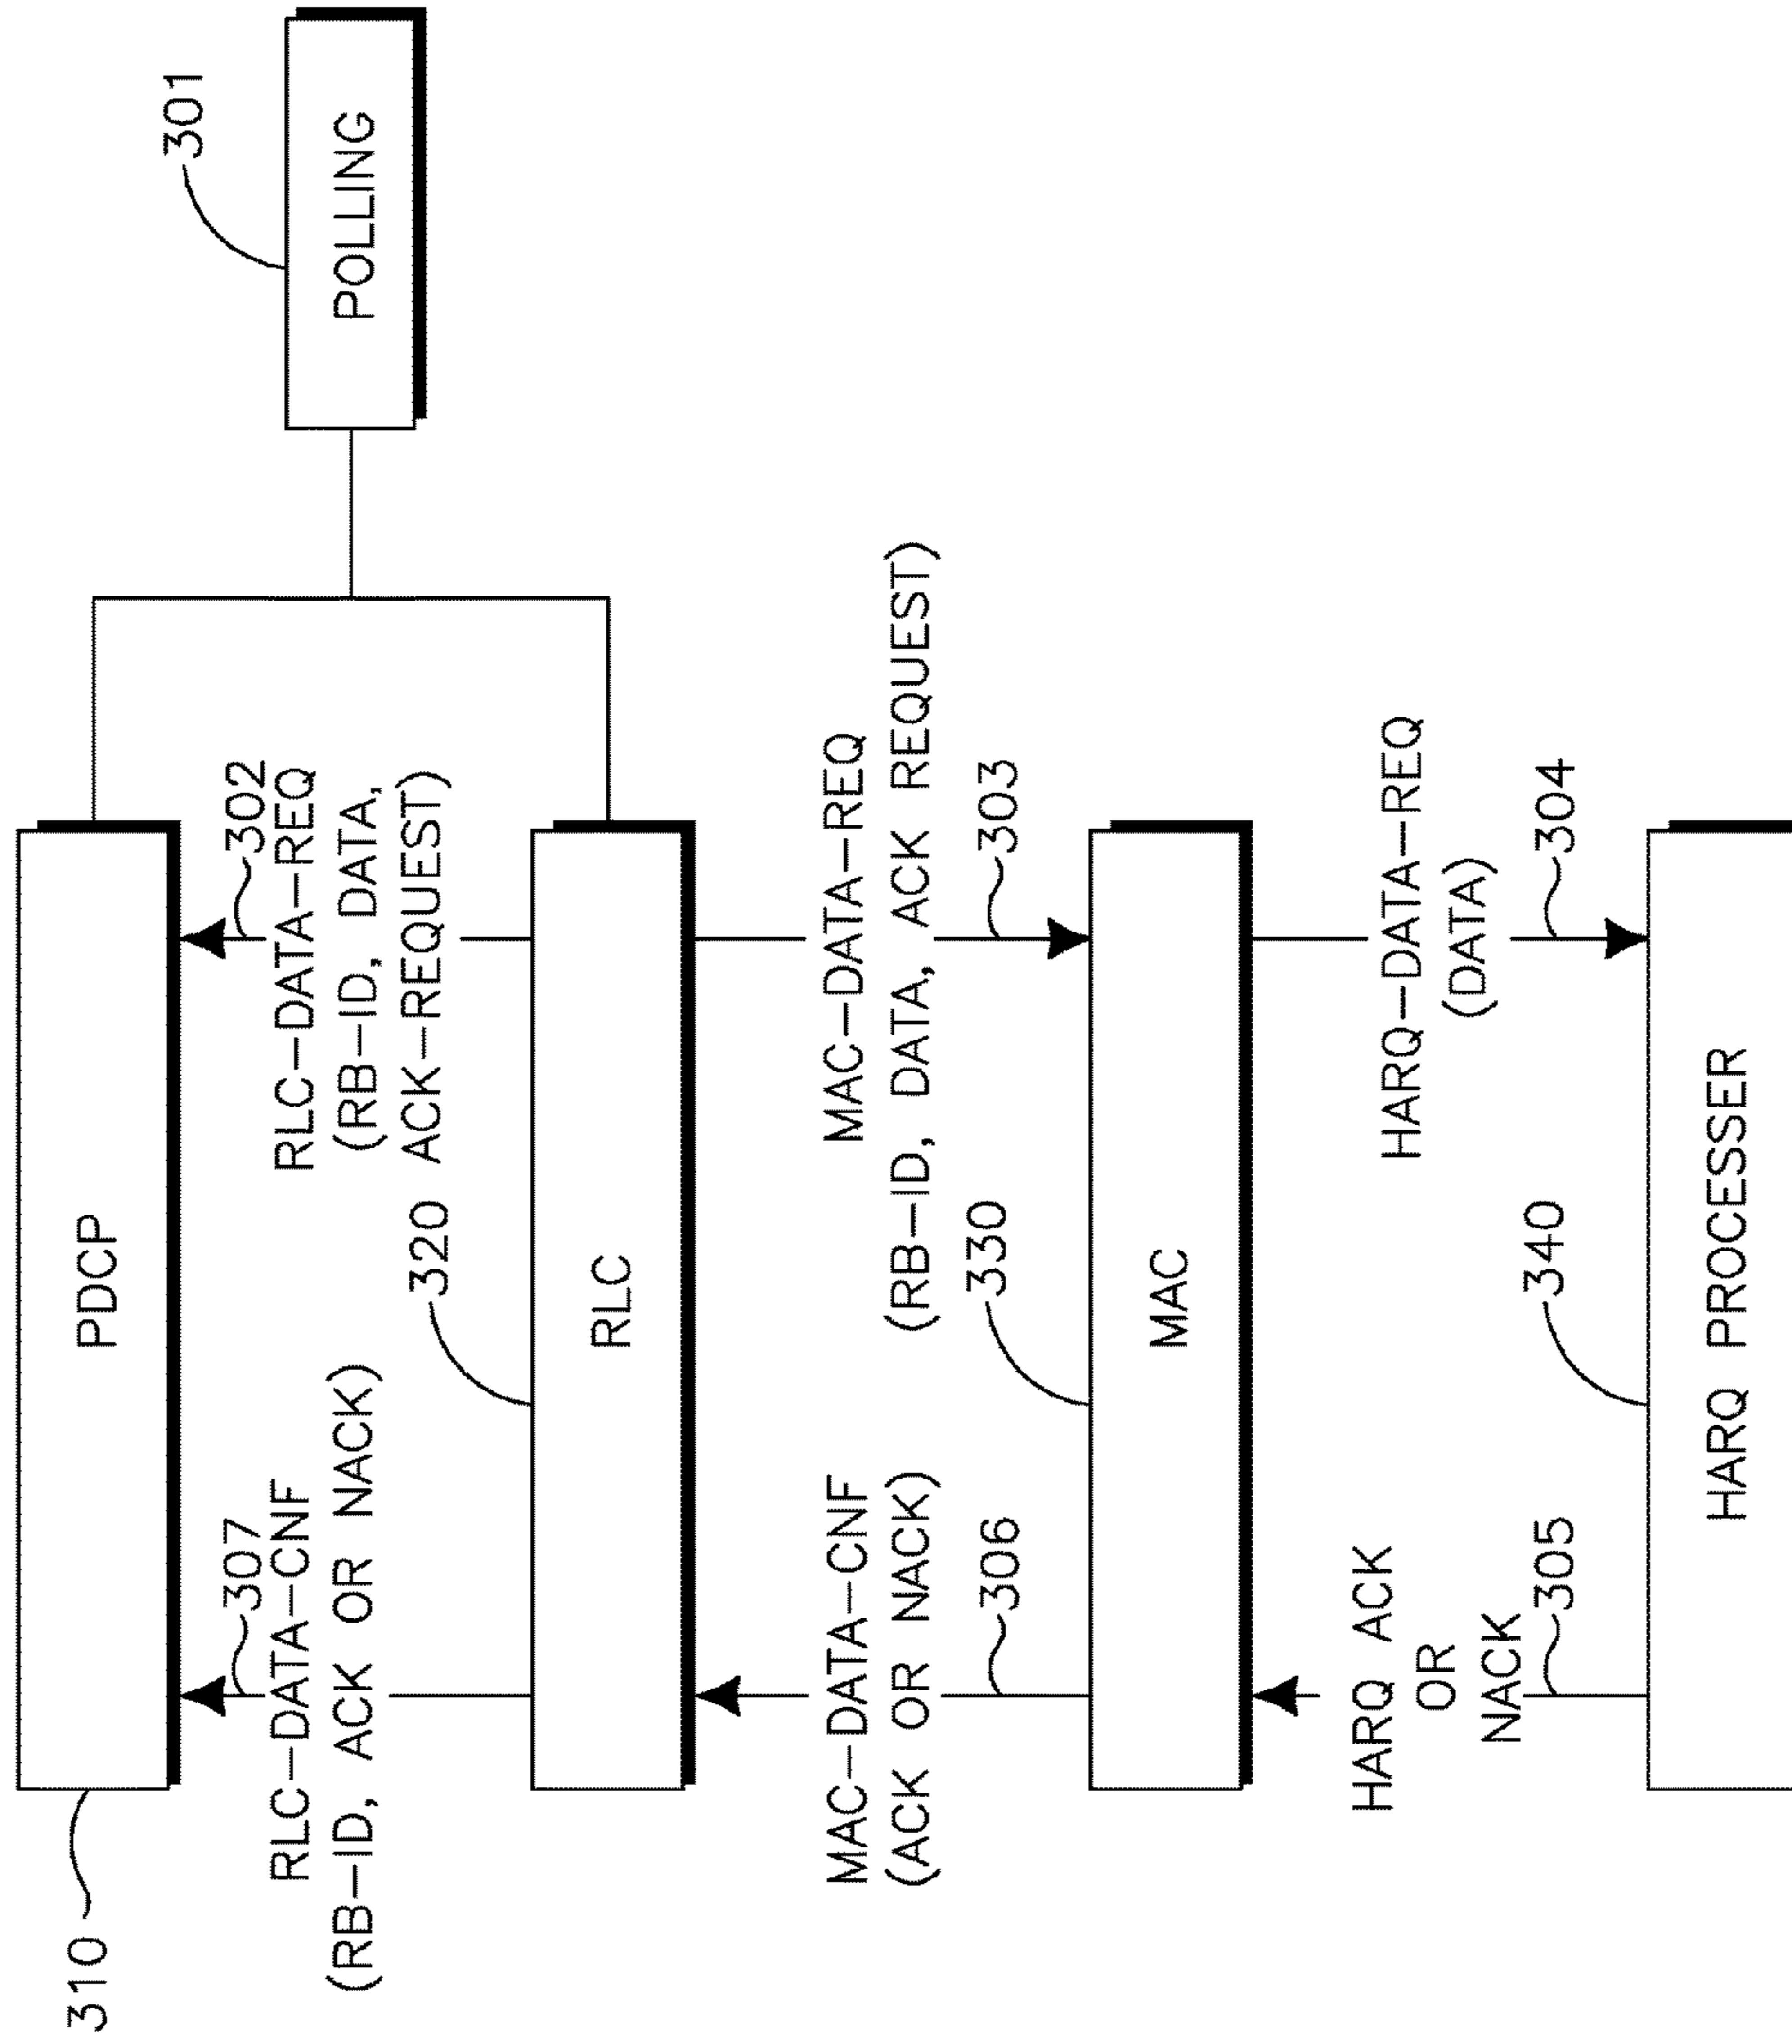 310
PDCP
307
RLC-DATA-CNF
(RB-ID, ACK OR NACK)
302
RLC-DATA-REQ
(RB-ID, DATA,
ACK-REQUEST)
301
POLLING
320
RLC
MAC-DATA-CNF
(ACK OR NACK)
306
MAC-DATA-REQ
(RB-ID, DATA, ACK REQUEST)
303
330
MAC
HARQ ACK
OR
NACK
305
HARQ-DATA-REQ
(DATA)
304
340
HARQ PROCESSER